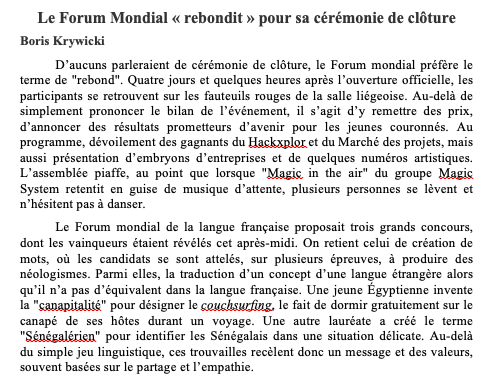 Le Forum Mondial « rebondit » pour sa cérémonie de clôture
Boris Krywicki
D’aucuns parleraient de cérémonie de clôture, le Forum mondial préfère le
terme de "rebond". Quatre jours et quelques heures après l’ouverture officielle, les
participants se retrouvent sur les fauteuils rouges de la salle liégeoise. Au-delà de
simplement prononcer le bilan de l’événement, il s’agit d’y remettre des prix,
d’annoncer des résultats prometteurs d’avenir pour les jeunes couronnés. Au
programme, dévoilement des gagnants du Hackxplor et du Marché des projets, mais
aussi présentation d’embryons d’entreprises et de quelques numéros artistiques.
L’assemblée piaffe, au point que lorsque "Magic in the air" du groupe Magic
System retentit en guise de musique d’attente, plusieurs personnes se lèvent et
n’hésitent pas à danser.
Le Forum mondial de la langue française proposait trois grands concours,
dont les vainqueurs étaient révélés cet après-midi. On retient celui de création de
mots, où les candidats se sont attelés, sur plusieurs épreuves, à produire des
néologismes. Parmi elles, la traduction d’un concept d’une langue étrangère alors
qu’il n’a pas d’équivalent dans la langue française. Une jeune Égyptienne invente
la "canapitalité" pour désigner le couchsurfing, le fait de dormir gratuitement sur le
canapé de ses hôtes durant un voyage. Une autre lauréate a créé le terme
"Sénégalérien" pour identifier les Sénégalais dans une situation délicate. Au-delà
du simple jeu linguistique, ces trouvailles recèlent donc un message et des valeurs,
souvent basées sur le partage et l’empathie.